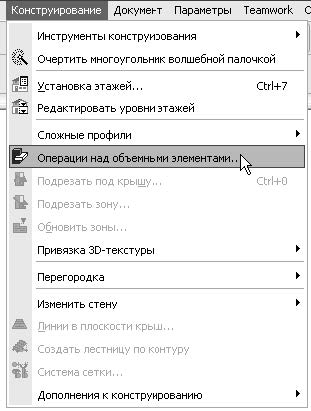 Конструирование Документ Параметры Teamwork
Инструменты конструирования
Очертить многоугольник волшебной палочкой
Установка этажей... Ctrl+7
Редактировать уровни этажей
Сложные профили
Операции над объемными элементами...
Подрезать под крышу... Ctrl+0
Подрезать зону...
Обновить зоны...
Привязка 3D-текстуры
Перегородка
Изменить стену
Линии в плоскости крыш...
Создать лестницу по контуру
Система сетки...
Дополнения к конструированию